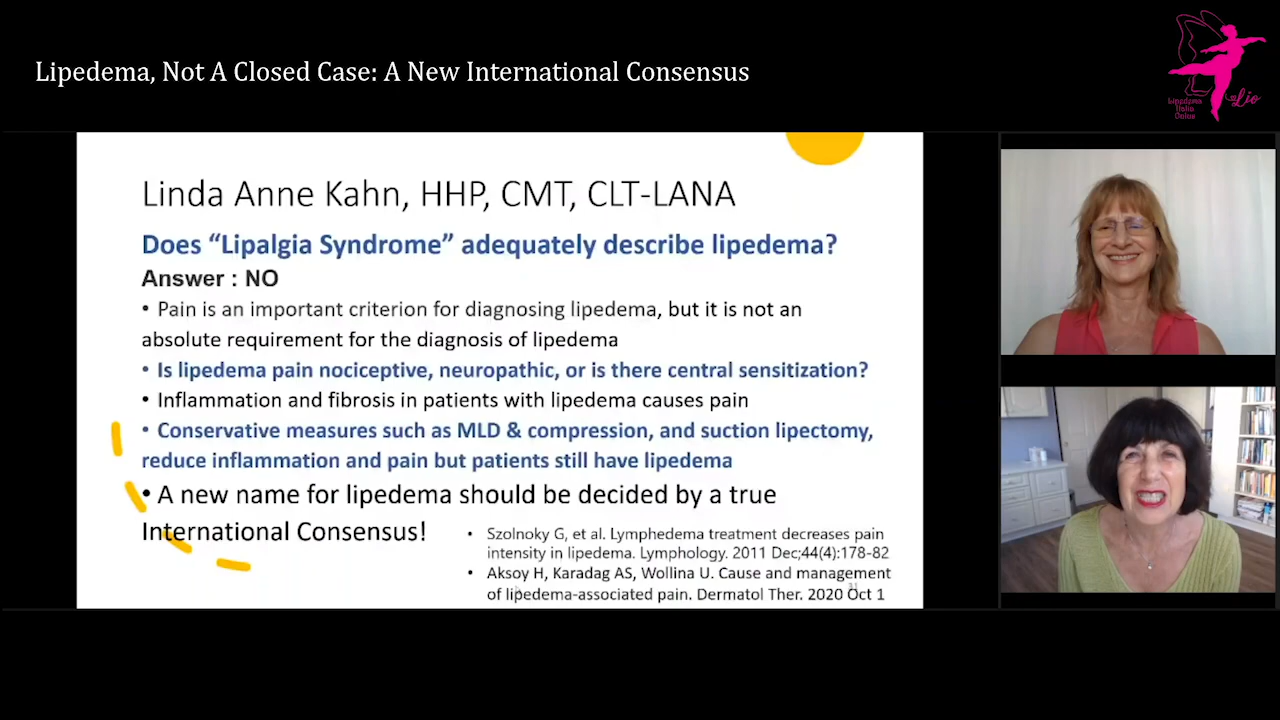 Lipedema, Not A Closed Case: A New International Consensus
Lipedema
Italia
Onlus
Lio
Linda Anne Kahn, HHP, CMT, CLT-LANA
Does “Lipalgia Syndrome” adequately describe lipedema?
Answer : NO
• Pain is an important criterion for diagnosing lipedema, but it is not an
absolute requirement for the diagnosis of lipedema
• Is lipedema pain nociceptive, neuropathic, or is there central sensitization?
• Inflammation and fibrosis in patients with lipedema causes pain
• Conservative measures such as MLD & compression, and suction lipectomy,
reduce inflammation and pain but patients still have lipedema
• A new name for lipedema should be decided by a true
International Consensus!
• Szolnoky G, et al. Lymphedema treatment decreases pain
intensity in lipedema. Lymphology. 2011 Dec;44(4):178-82
• Aksoy H, Karadag AS, Wollina U. Cause and management
of lipedema-associated pain. Dermatol Ther. 2020 Oct 1